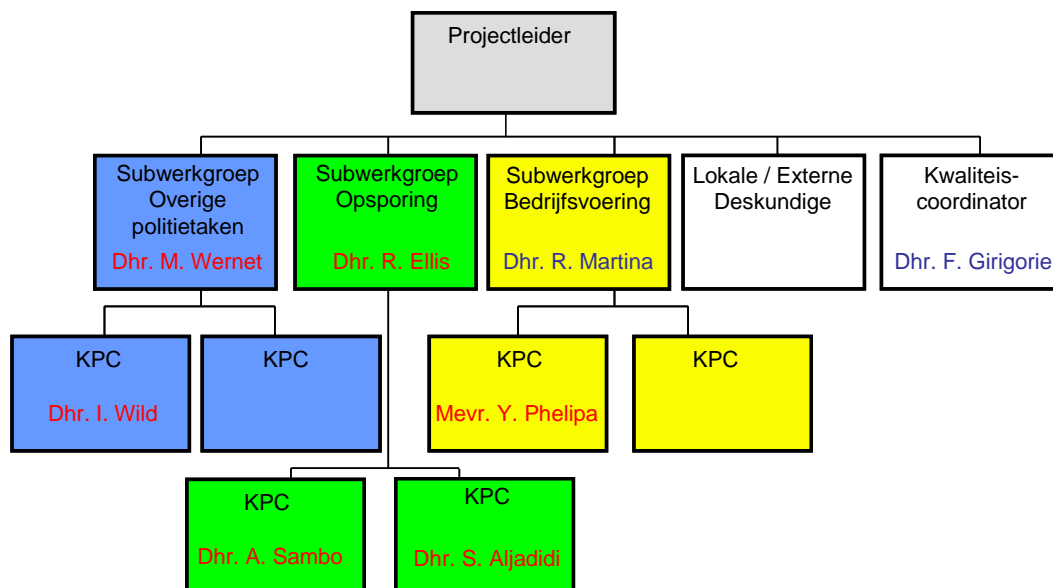 Projectleider
Subwerkgroep
Overige
politietaken
Dhr. M. Wernet
Subwerkgroep
Opsporing
Dhr. R. Ellis
Subwerkgroep
Bedrijfsvoering
Dhr. R. Martina
Lokale / Externe
Deskundige
Kwaliteis-
coordinator
Dhr. F. Girigorie
KPC
Dhr. I. Wild
KPC
KPC
Mevr. Y. Phelipa
KPC
KPC
Dhr. A. Sambo
KPC
Dhr. S. Aljadidi